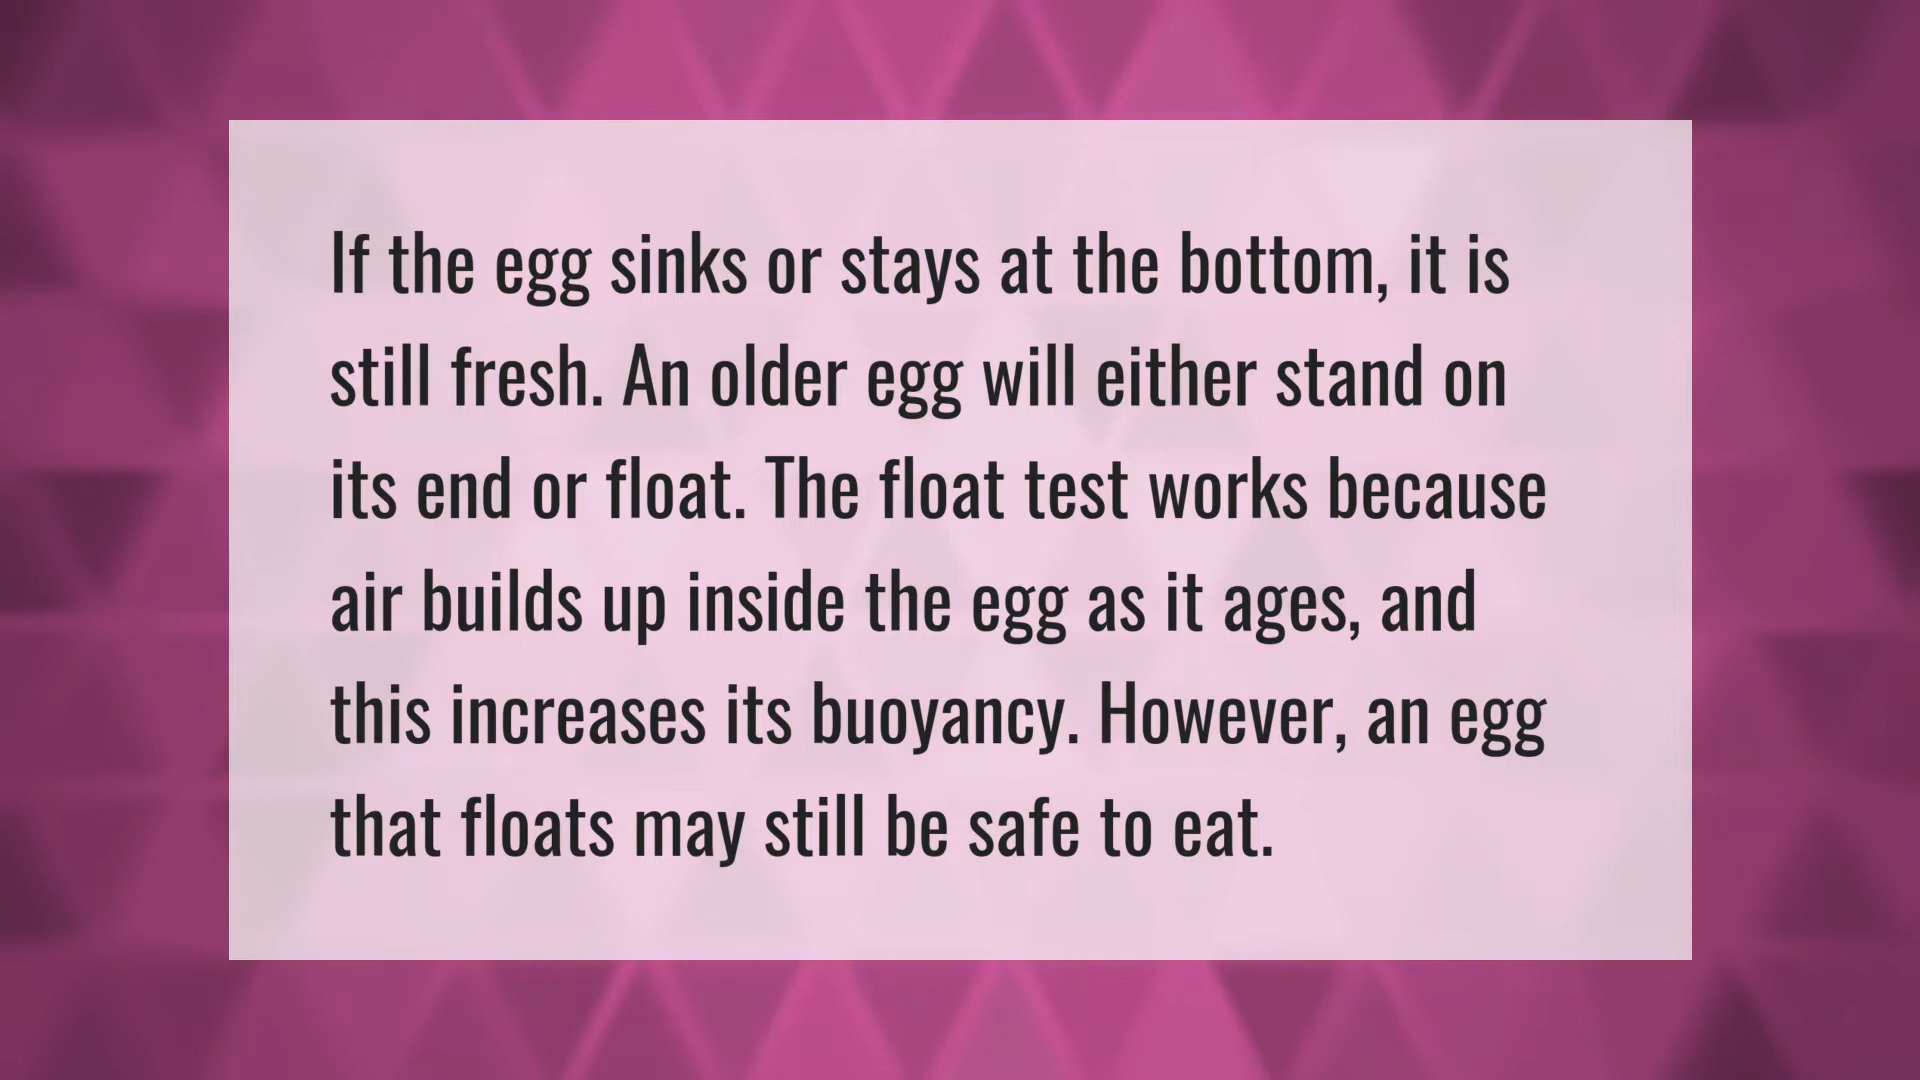 If the egg sinks or stays at the bottom, it is
still fresh. An older egg will either stand on
its end or float. The float test works because
air builds up inside the egg as it ages, and
this increases its buoyancy. However, an egg
that floats may still be safe to eat.